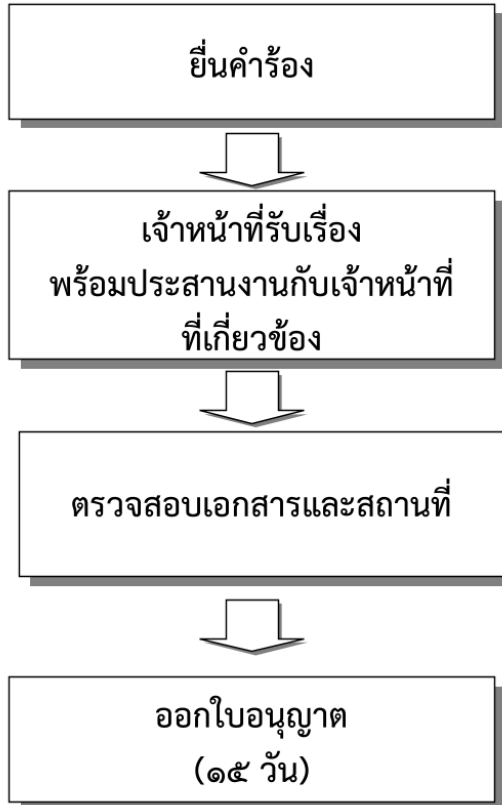 ยื่นคำร้อง
เจ้าหน้าที่รับเรื่อง
พร้อมประสานงานกับเจ้าหน้าที่
ที่เกี่ยวข้อง
ตรวจสอบเอกสารและสถานที่
ออกใบอนุญาต
(๑๕ วัน)